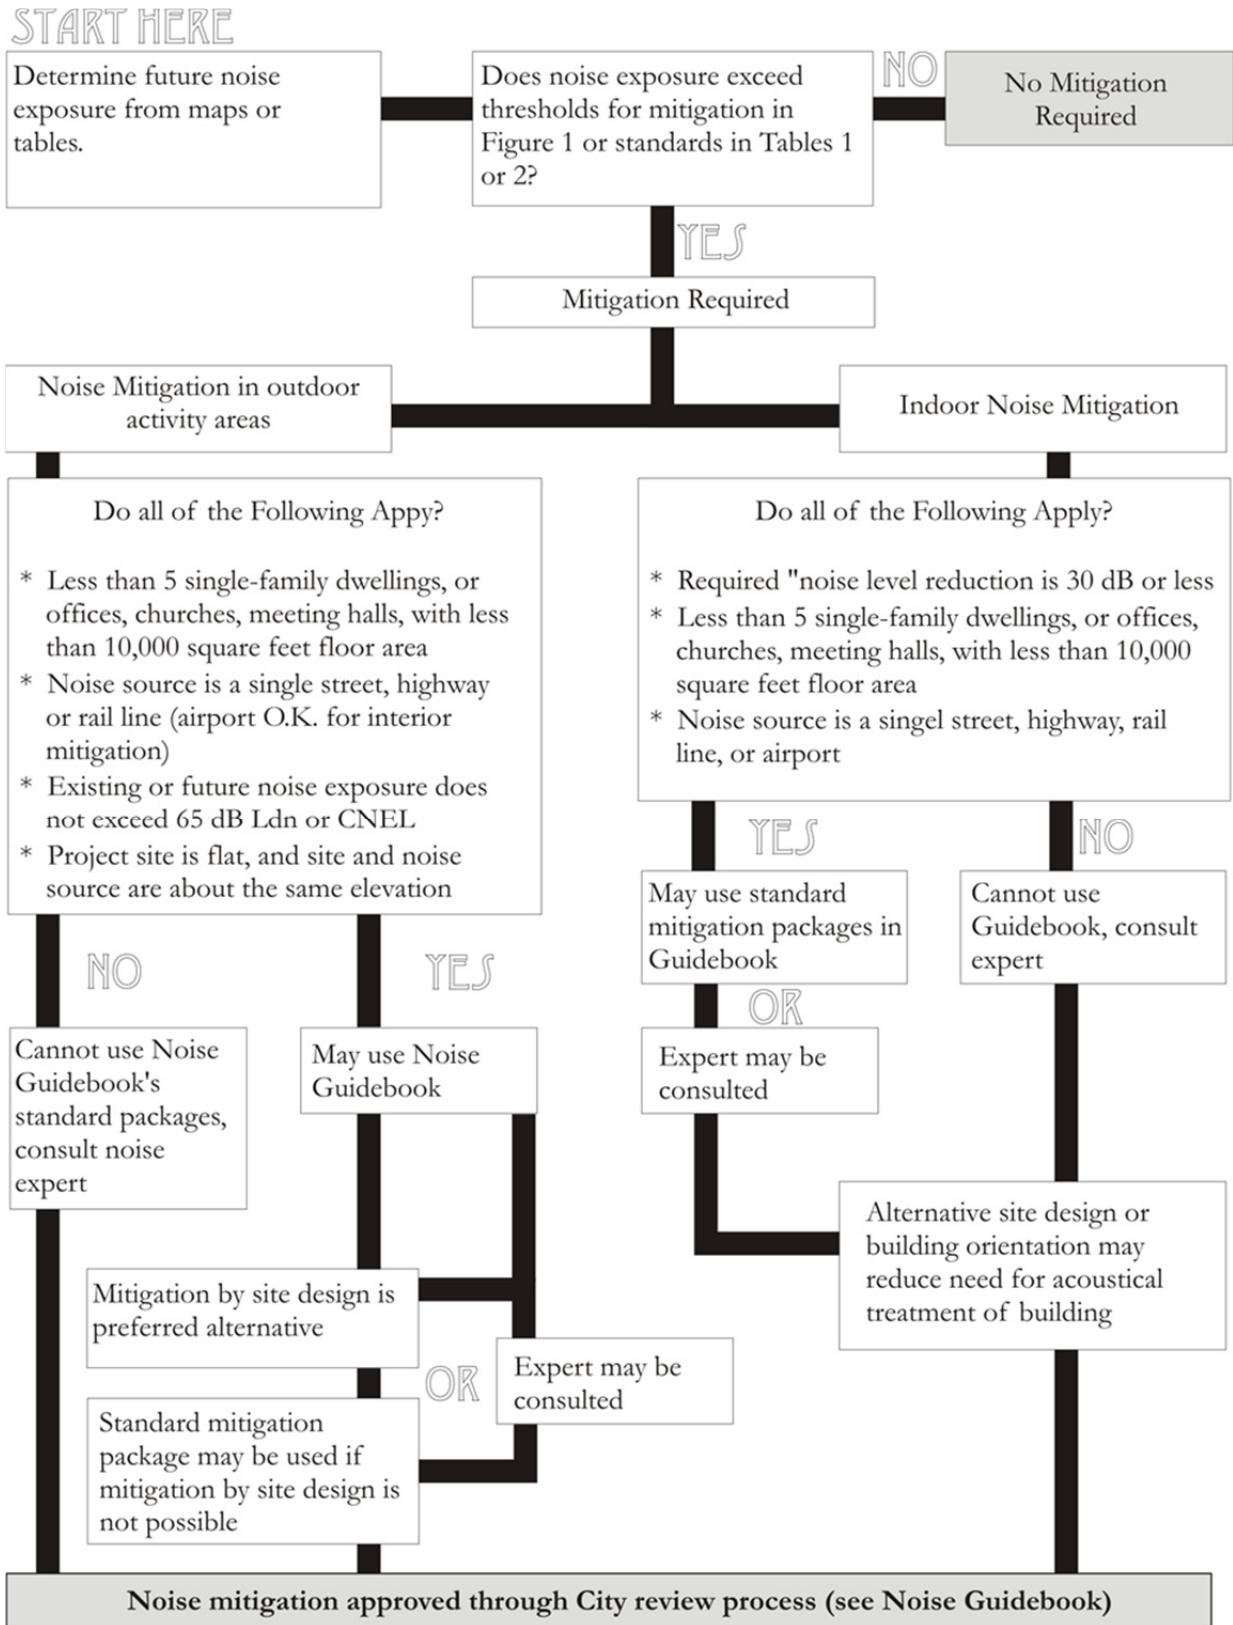 START HERE
Determine future noise
exposure from maps or
tables.
Does noise exposure exceed
thresholds for mitigation in
Figure 1 or standards in Tables 1
or 2?
NO
No Mitigation
Required
YES
Mitigation Required
Noise Mitigation in outdoor
activity areas
Indoor Noise Mitigation
Do all of the Following Appy?
* Less than 5 single-family dwellings, or
offices, churches, meeting halls, with less
than 10,000 square feet floor area
* Noise source is a single street, highway
or rail line (airport O.K. for interior
mitigation)
* Existing or future noise exposure does
not exceed 65 dB Ldn or CNEL
* Project site is flat, and site and noise
source are about the same elevation
Do all of the Following Apply?
* Required "noise level reduction is 30 dB or less
* Less than 5 single-family dwellings, or offices,
churches, meeting halls, with less than 10,000
square feet floor area
* Noise source is a singel street, highway, rail
line, or airport
YES
NO
May use standard
mitigation packages in
Guidebook
Cannot use
Guidebook, consult
expert
OR
Expert may be
consulted
NO
YES
Cannot use Noise
Guidebook's
standard packages,
consult noise
expert
May use Noise
Guidebook
Alternative site design or
building orientation may
reduce need for acoustical
treatment of building
Mitigation by site design is
preferred alternative
OR
Expert may be
consulted
Standard mitigation
package may be used if
mitigation by site design is
not possible
Noise mitigation approved through City review process (see Noise Guidebook)